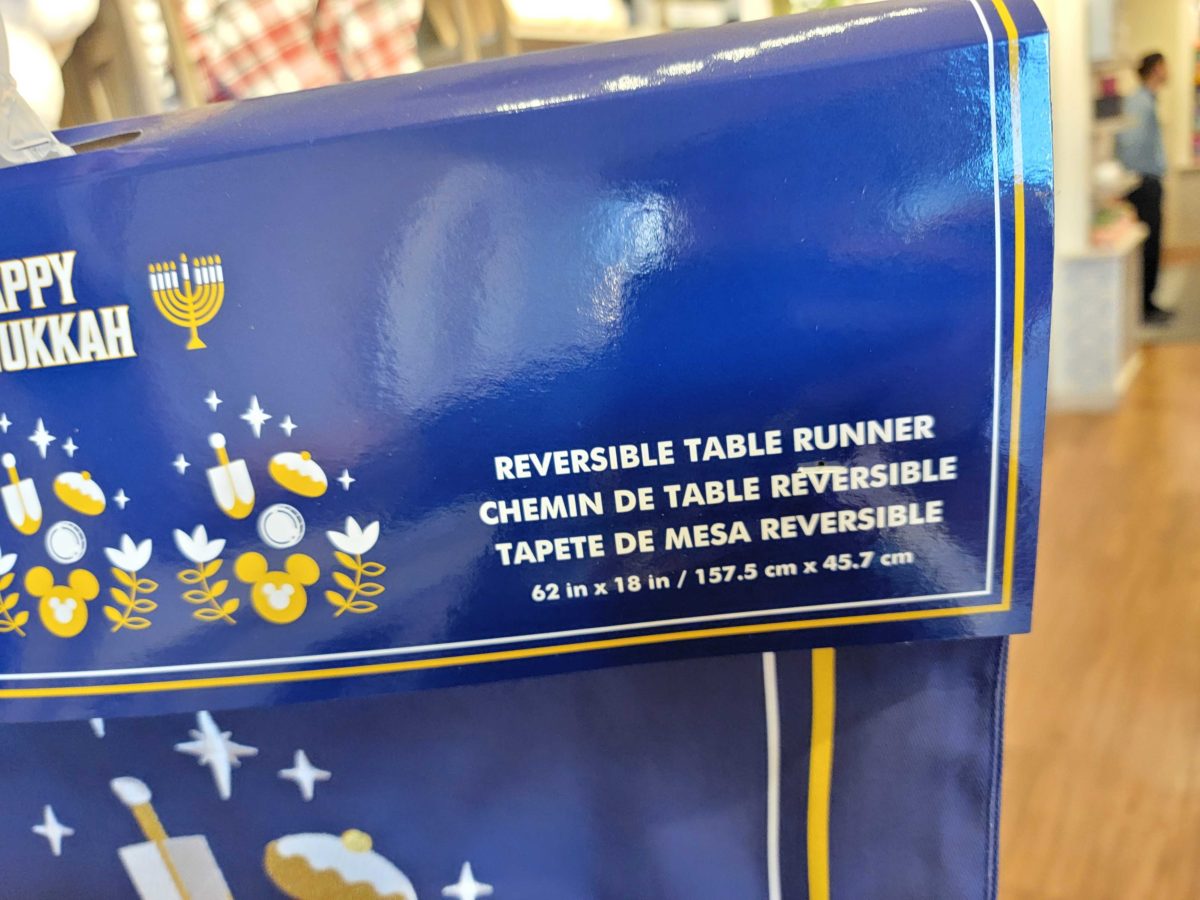 APPY
NUKKAH
REVERSIBLE TABLE RUNNER
CHEMIN DE TABLE RÉVERSIBLE
TAPETE DE MESA REVERSIBLE
62 in x 18 in / 157.5 cm x 45.7 cm